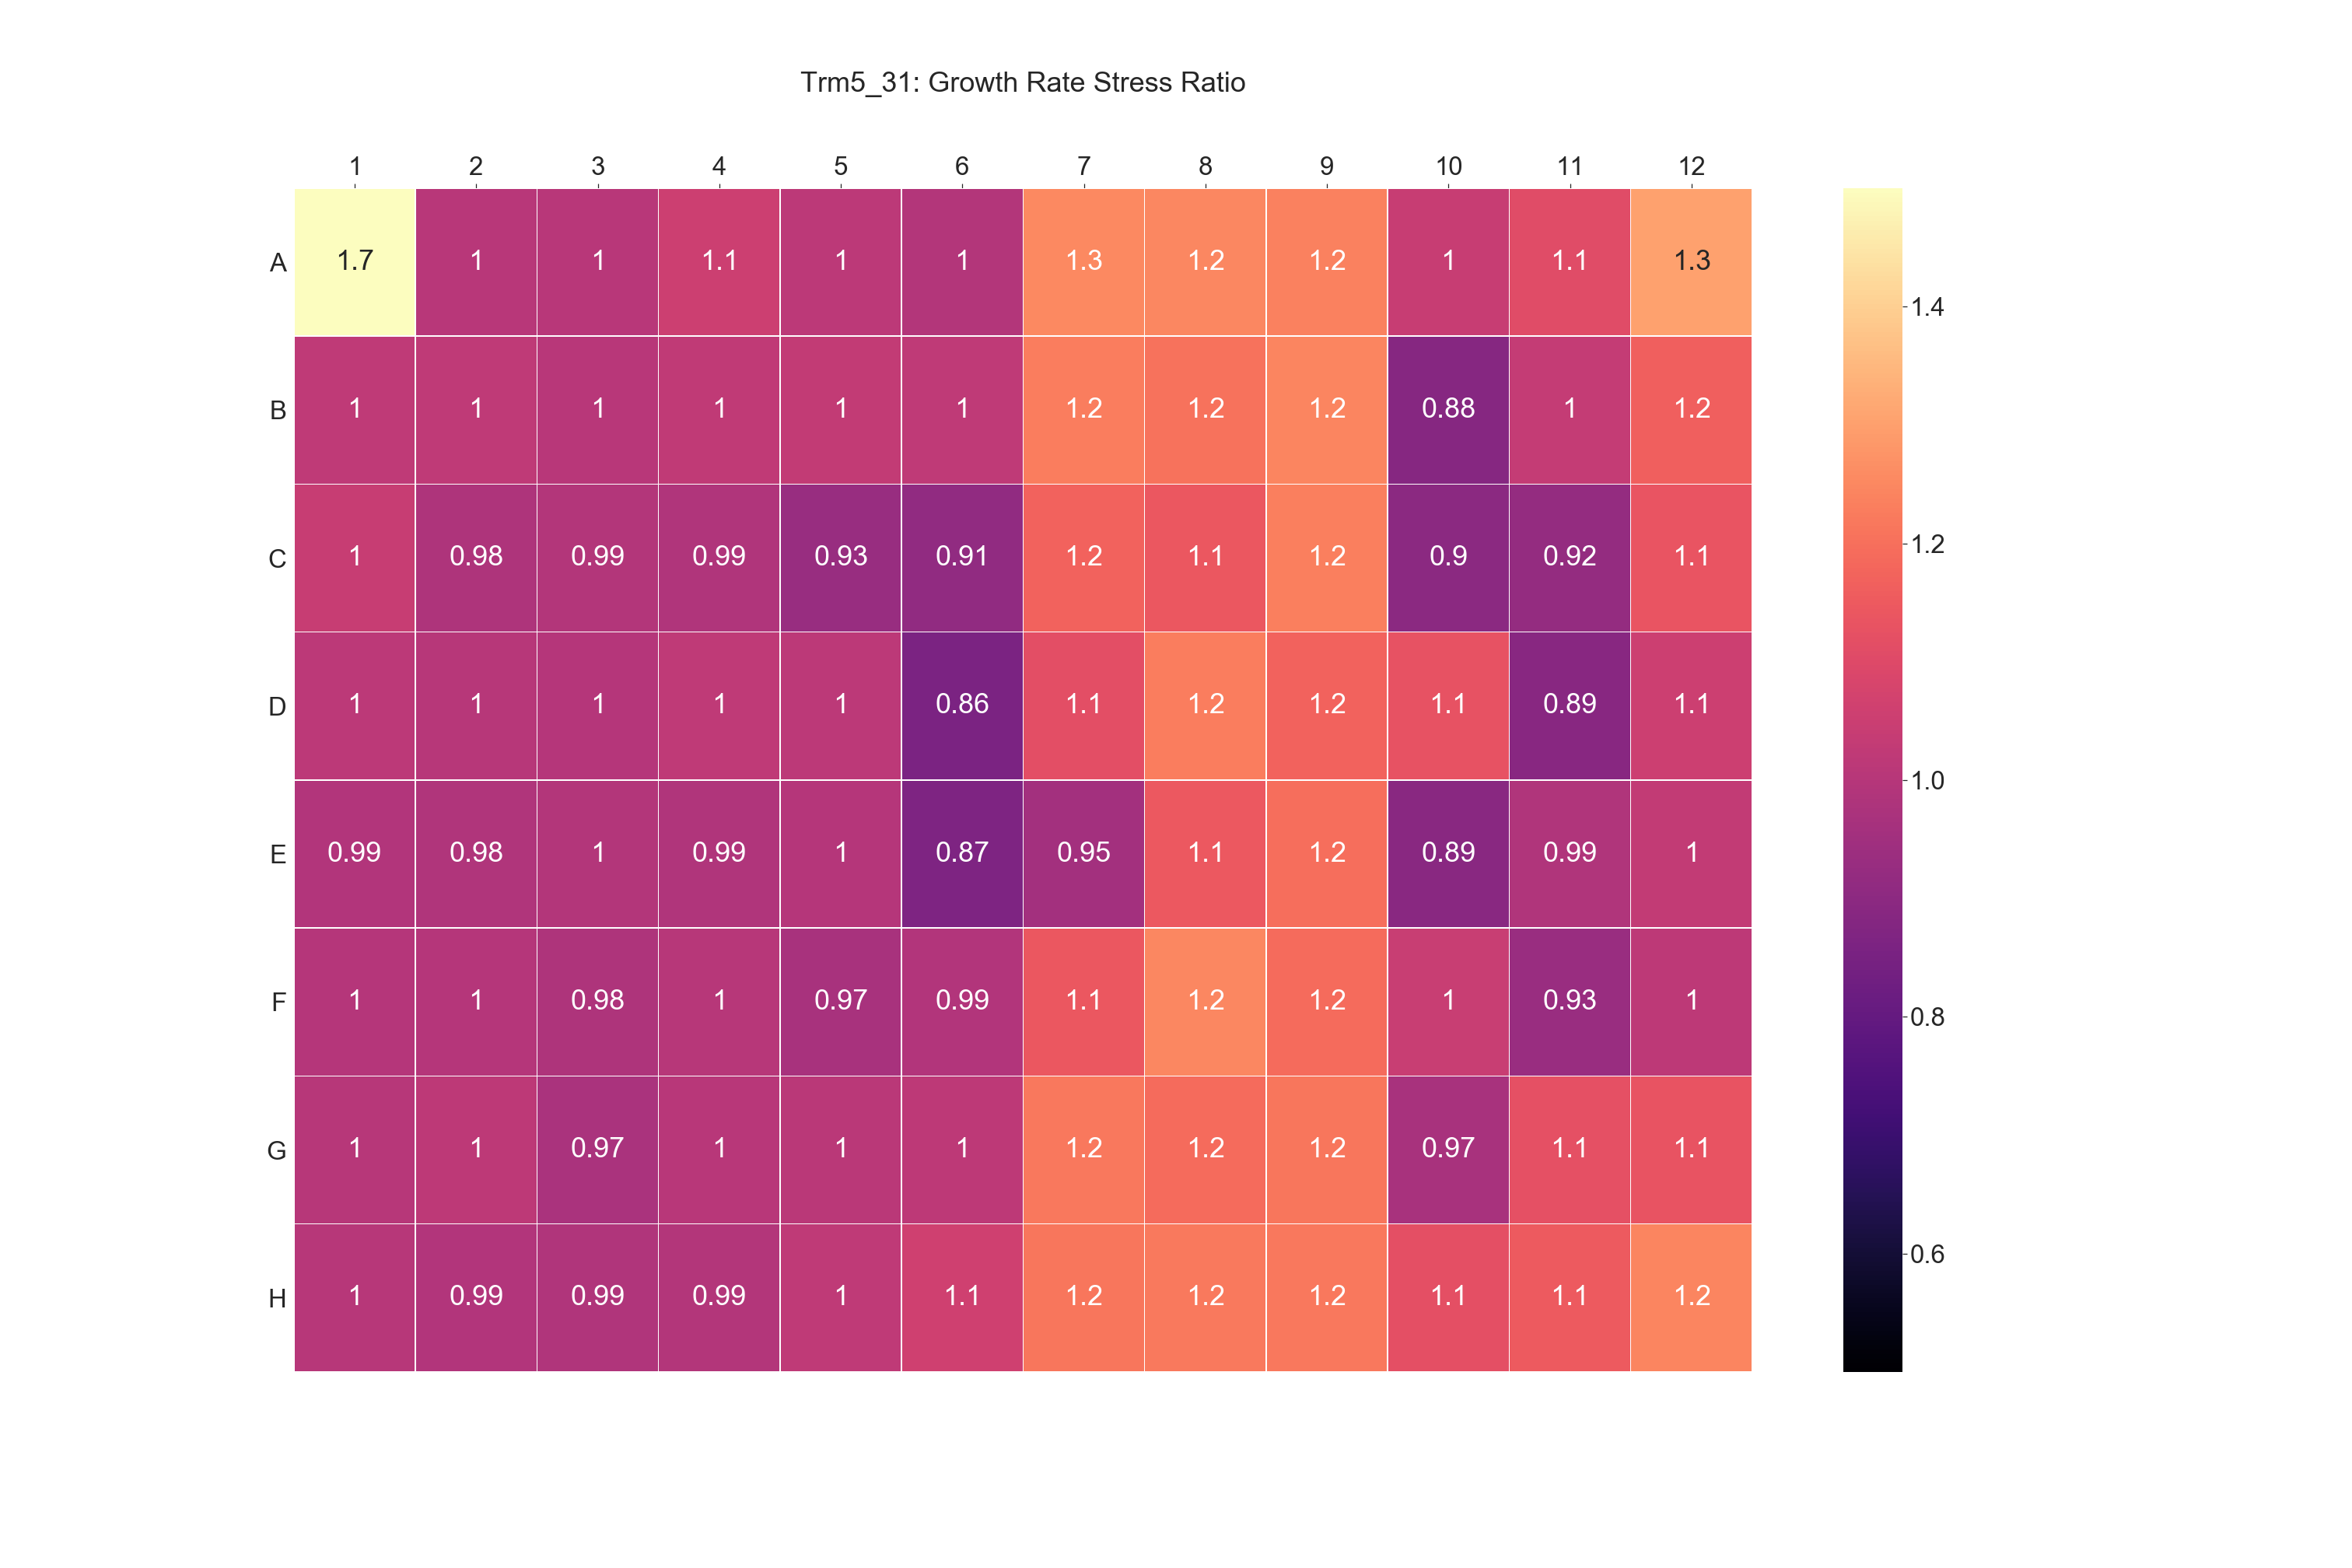 Trm5_31: Growth Rate Stress Ratio
1 2 3 4 5 6 7 8 9 10 11 12
A 1.7 1 1 1.1 1 1 1.3 1.2 1.2 1 1.1 1.3
B 1 1 1 1 1 1 1.2 1.2 1.2 0.88 1 1.2
C 1 0.98 0.99 0.99 0.93 0.91 1.2 1.1 1.2 0.9 0.92 1.1
D 1 1 1 1 1 0.86 1.1 1.2 1.2 1.1 0.89 1.1
E 0.99 0.98 1 0.99 1 0.87 0.95 1.1 1.2 0.89 0.99 1
F 1 1 0.98 1 0.97 0.99 1.1 1.2 1.2 1 0.93 1
G 1 1 0.97 1 1 1 1.2 1.2 1.2 0.97 1.1 1.1
H 1 0.99 0.99 0.99 1 1.1 1.2 1.2 1.2 1.1 1.1 1.2
1.4
1.2
1.0
0.8
0.6